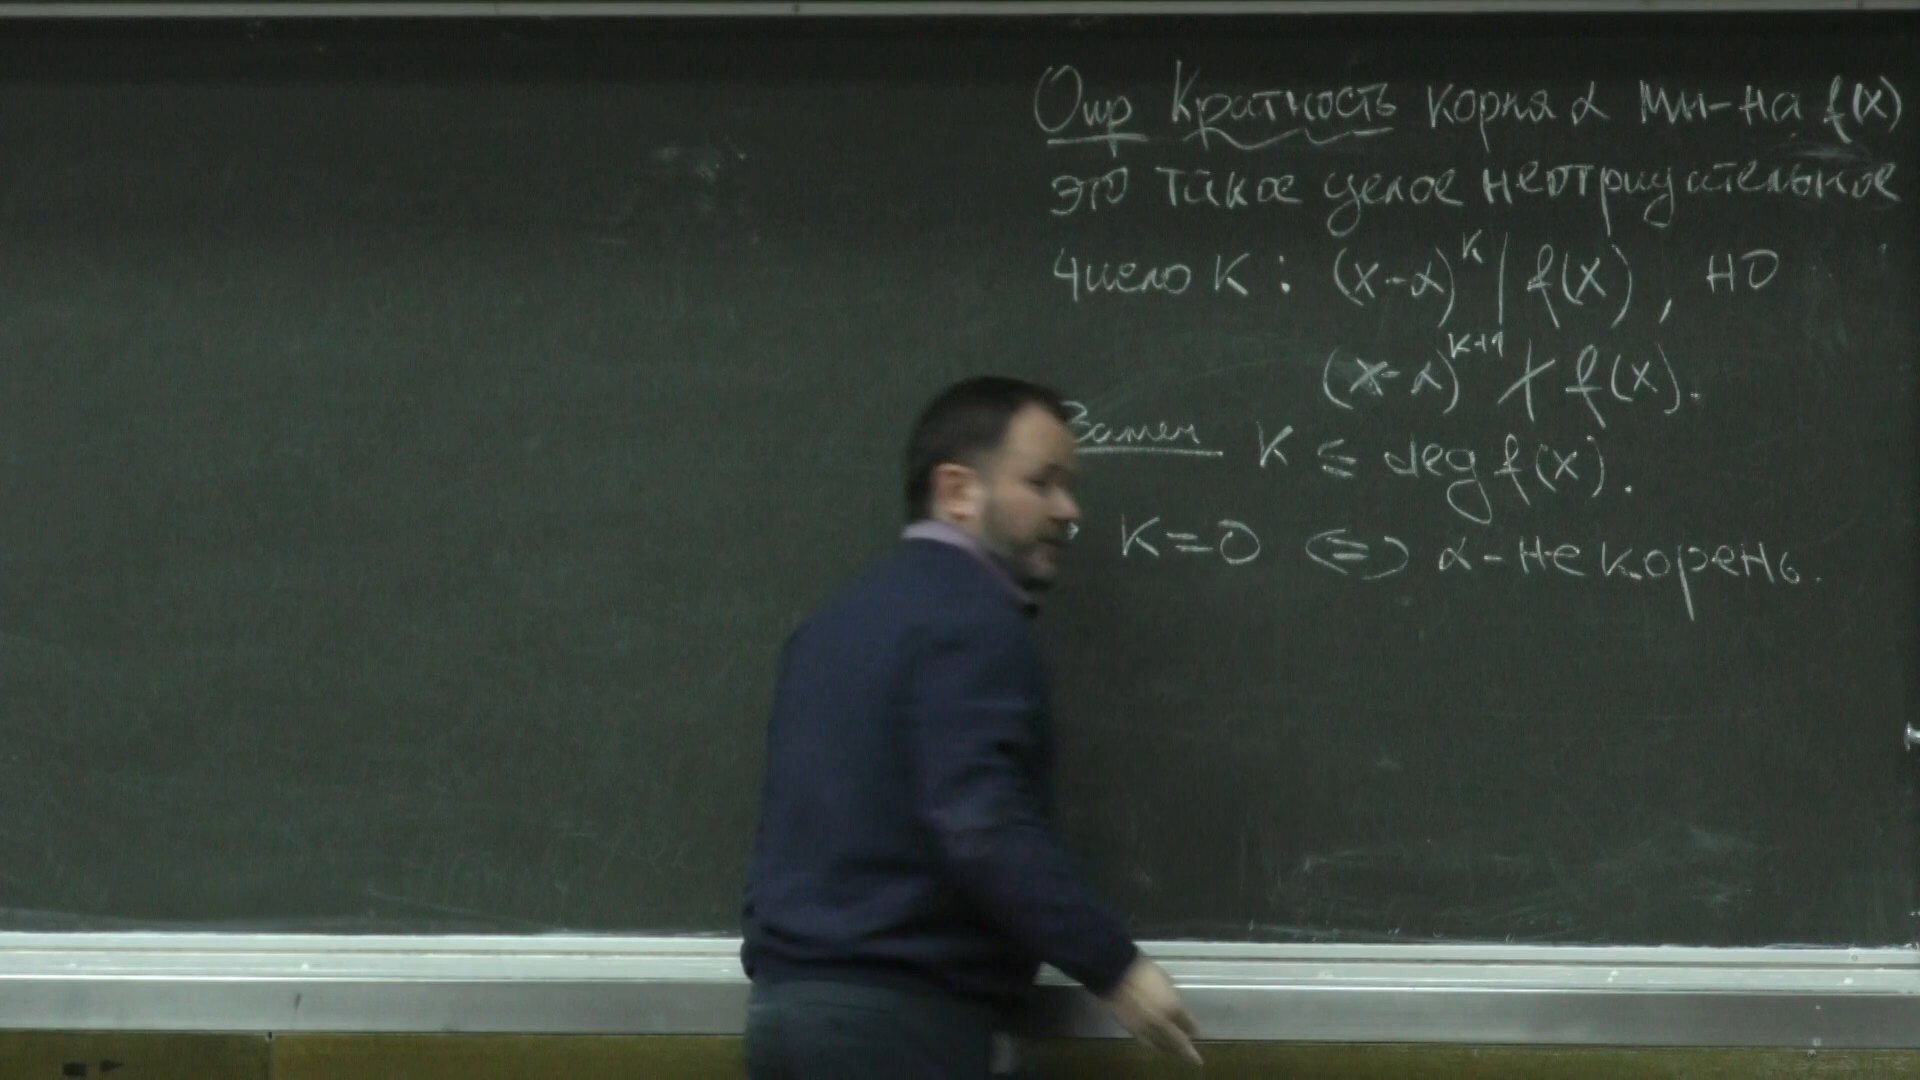 Опр Кратность корня α мн-на f(x)
это такое целое неотрицательное
число k : (x-α)^k | f(x), но
(x-α)^{k+1} ∤ f(x).
Замеч k ≤ deg f(x).
k=0 ⇔ α-не корень.